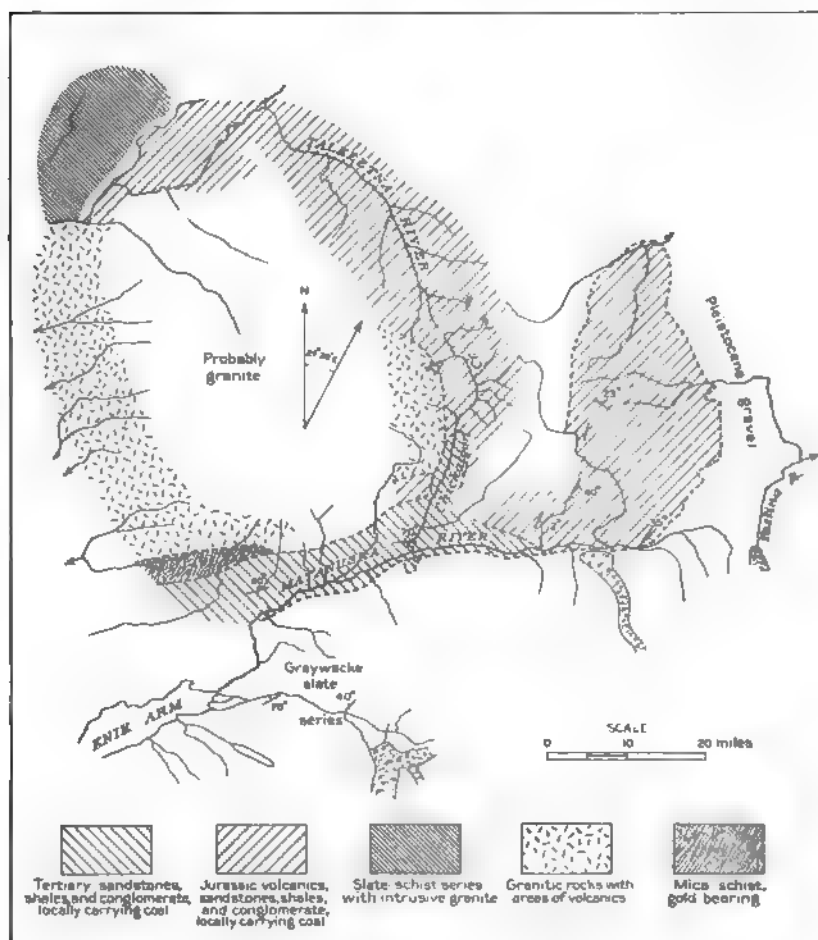 TALKEETNA
RIVER
N
Probably
granite
Pleistocene
gravel
MATANUSKA
RIVER
Graywacke
slate
series
70°
40°
KNIK ARM
SCALE
0 10 20 miles
Tertiary sandstones,
shales, and conglomerate,
locally carrying coal
Jurassic volcanics,
sandstones, shales,
and conglomerate,
locally carrying coal
Slate schist series
with intrusive granite
Granitic rocks with
areas of volcanics
Mica schist,
gold bearing